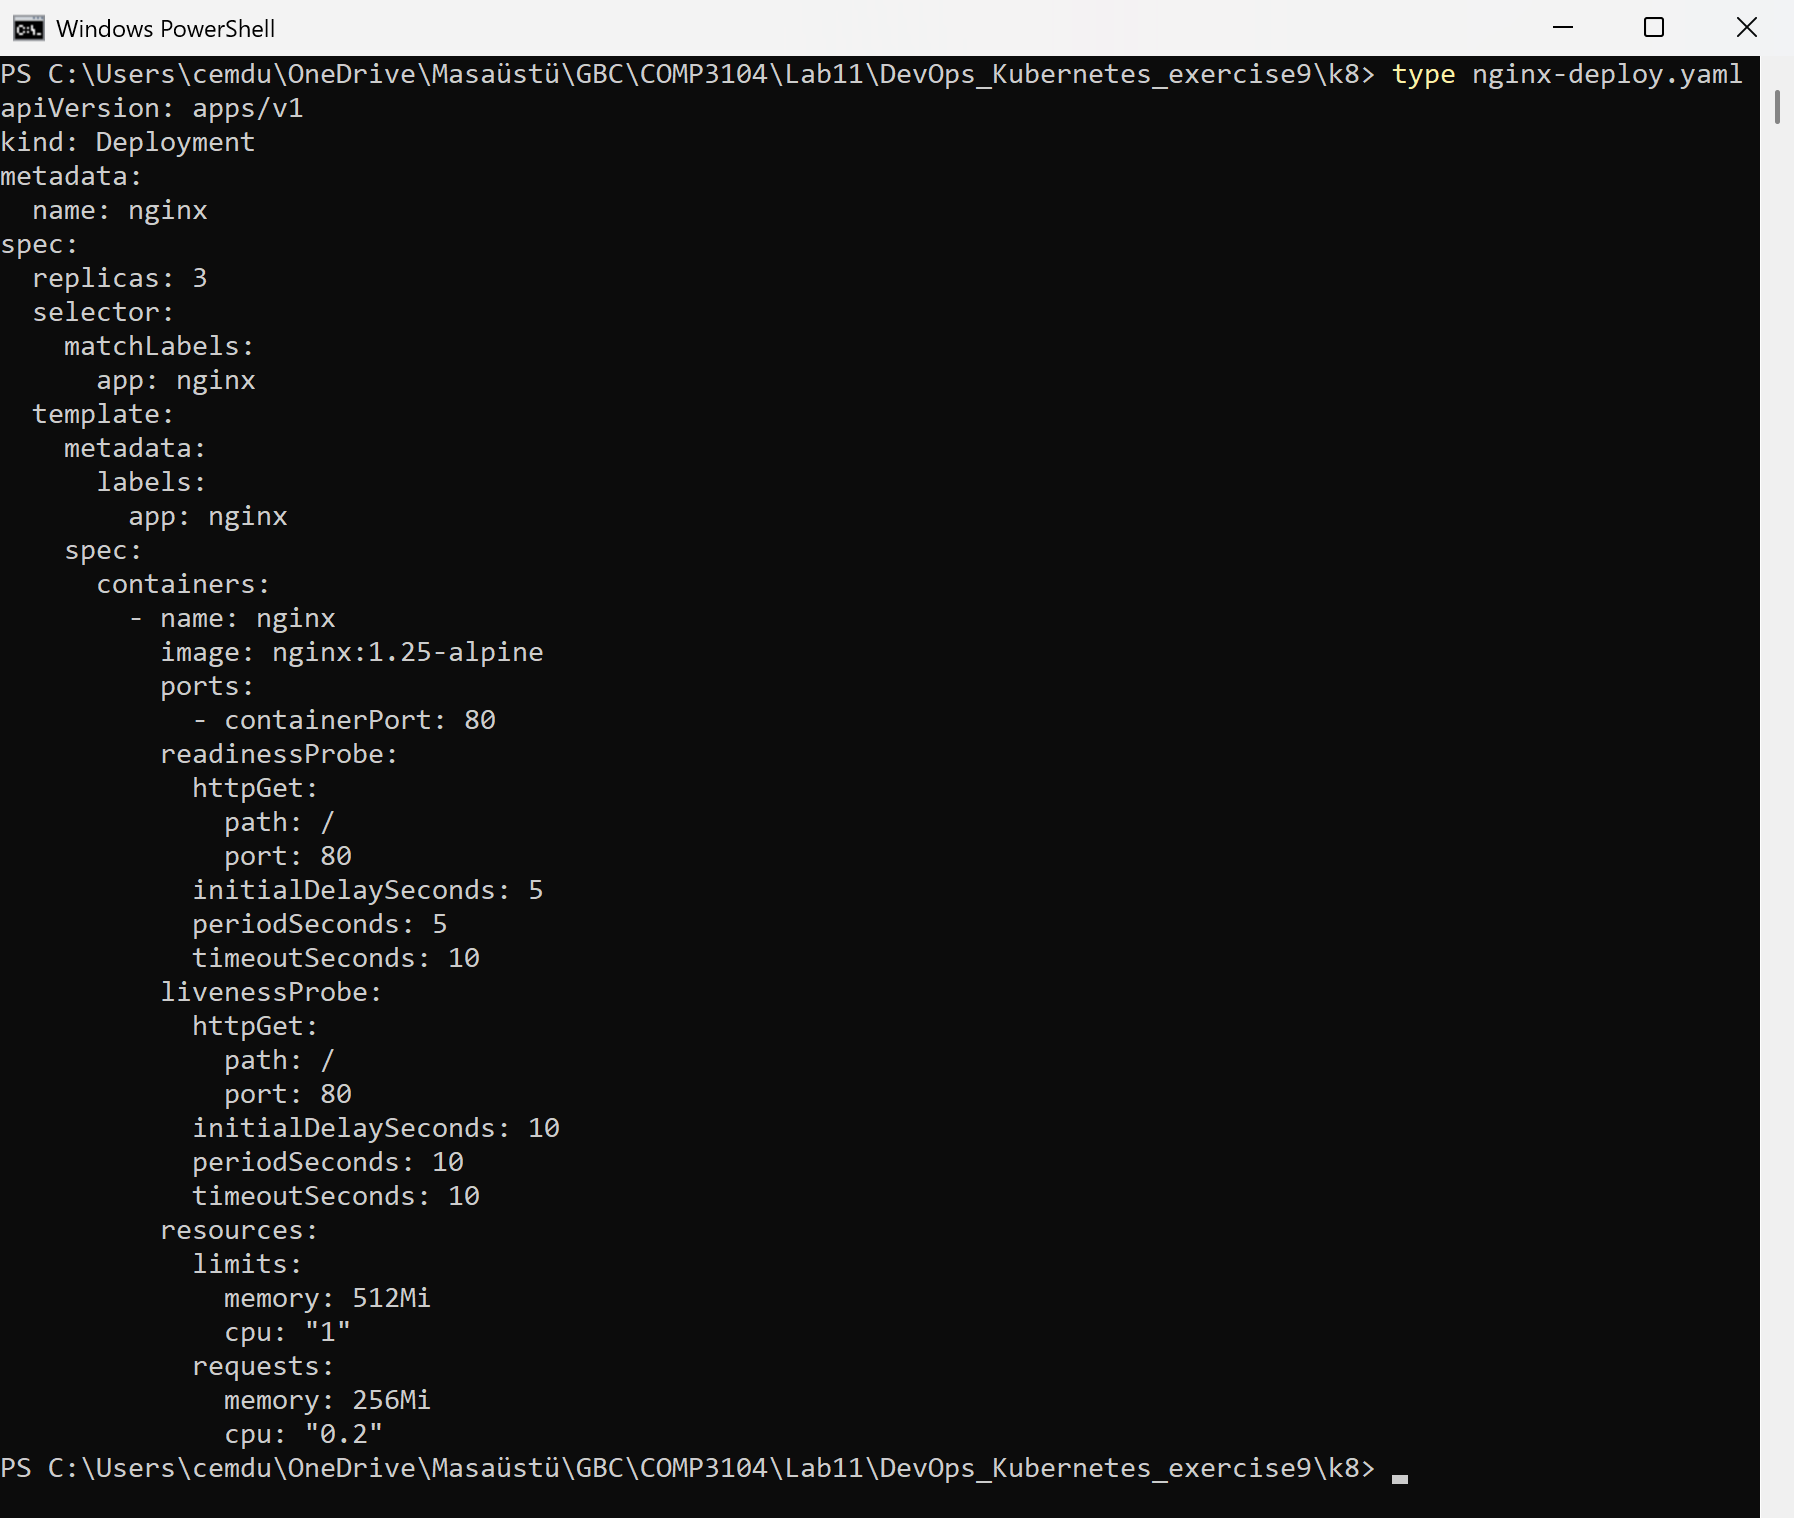 Windows PowerShell
PS C:\Users\cemdu\OneDrive\Masaüstü\GBC\COMP3104\Lab11\DevOps_Kubernetes_exercise9\k8> type nginx-deploy.yaml
apiVersion: apps/v1
kind: Deployment
metadata:
  name: nginx
spec:
  replicas: 3
  selector:
    matchLabels:
      app: nginx
  template:
    metadata:
      labels:
        app: nginx
    spec:
      containers:
        - name: nginx
          image: nginx:1.25-alpine
          ports:
            - containerPort: 80
          readinessProbe:
            httpGet:
              path: /
              port: 80
            initialDelaySeconds: 5
            periodSeconds: 5
            timeoutSeconds: 10
          livenessProbe:
            httpGet:
              path: /
              port: 80
            initialDelaySeconds: 10
            periodSeconds: 10
            timeoutSeconds: 10
          resources:
            limits:
              memory: 512Mi
              cpu: "1"
            requests:
              memory: 256Mi
              cpu: "0.2"
PS C:\Users\cemdu\OneDrive\Masaüstü\GBC\COMP3104\Lab11\DevOps_Kubernetes_exercise9\k8>